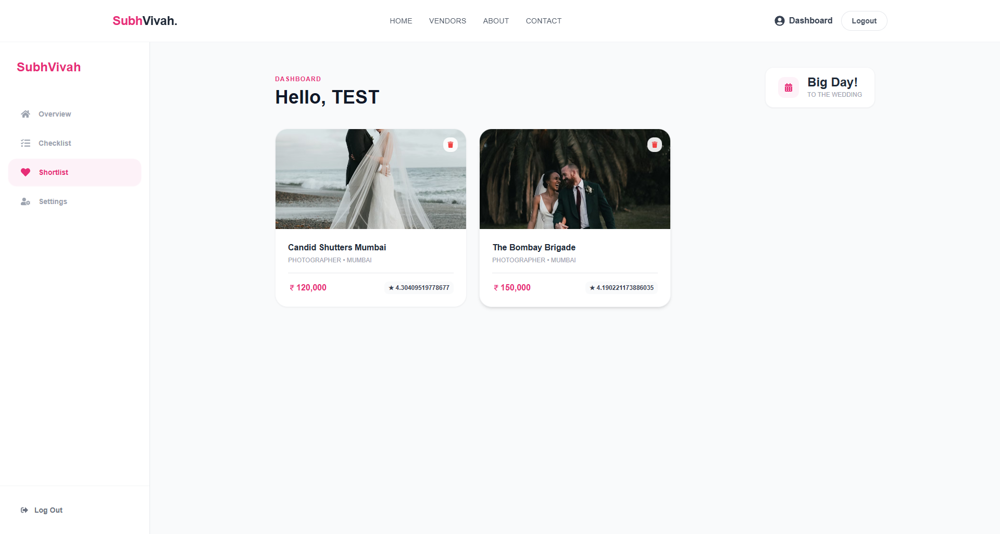 SubhVivah.
HOME VENDORS ABOUT CONTACT
Dashboard Logout
SubhVivah
Overview
Checklist
Shortlist
Settings
Log Out
DASHBOARD
Hello, TEST
Big Day!
TO THE WEDDING
Candid Shutters Mumbai
PHOTOGRAPHER • MUMBAI
₹ 120,000 ★ 4.30409519778677
The Bombay Brigade
PHOTOGRAPHER • MUMBAI
₹ 150,000 ★ 4.190221173886035